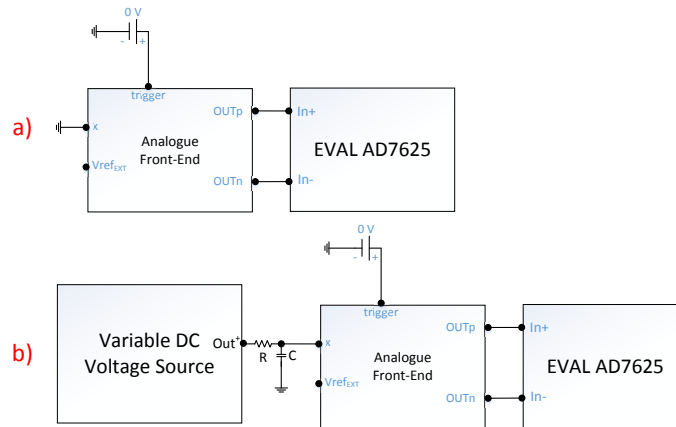 0 V
- +
trigger
OUTp
In+
a)
x
Analogue
Front-End
EVAL AD7625
VrefEXT
OUTn
In-
0 V
- +
trigger
OUTp
In+
Variable DC
Voltage Source
Out+
R
C
x
b)
Analogue
Front-End
EVAL AD7625
VrefEXT
OUTn
In-